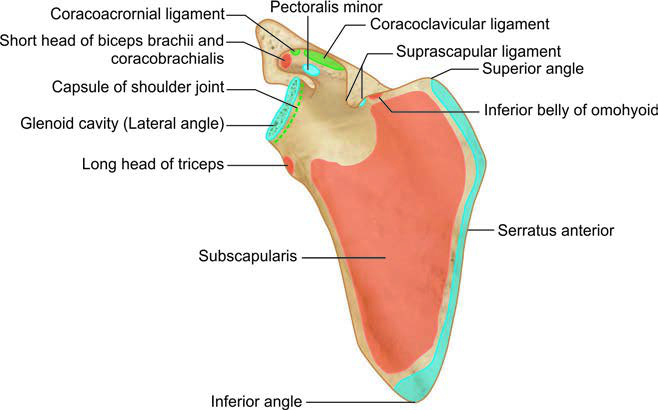 Pectoralis minor
Coracoacrornial ligament
Coracoclavicular ligament
Short head of biceps brachii and
coracobrachialis
Suprascapular ligament
Superior angle
Capsule of shoulder joint
Inferior belly of omohyoid
Glenoid cavity (Lateral angle)
Long head of triceps
Serratus anterior
Subscapularis
Inferior angle